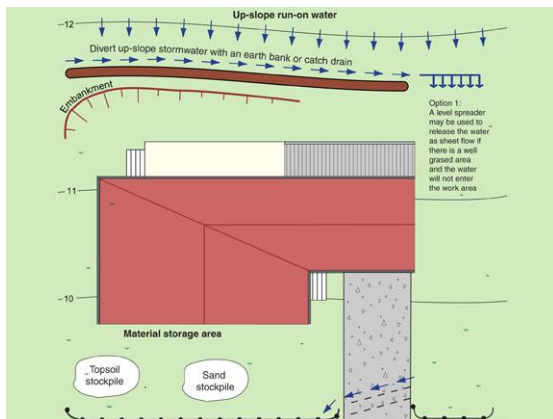 Up-slope run-on water
12
Divert up-slope stormwater with an earth bank or catch drain
Embankment
Option 1:
A level spreader
may be used to
release the water
as sheet flow if
there is a well
grased area
and the water
will not enter
the work area
11
10
Material storage area
Topsoil
stockpile
Sand
stockpile